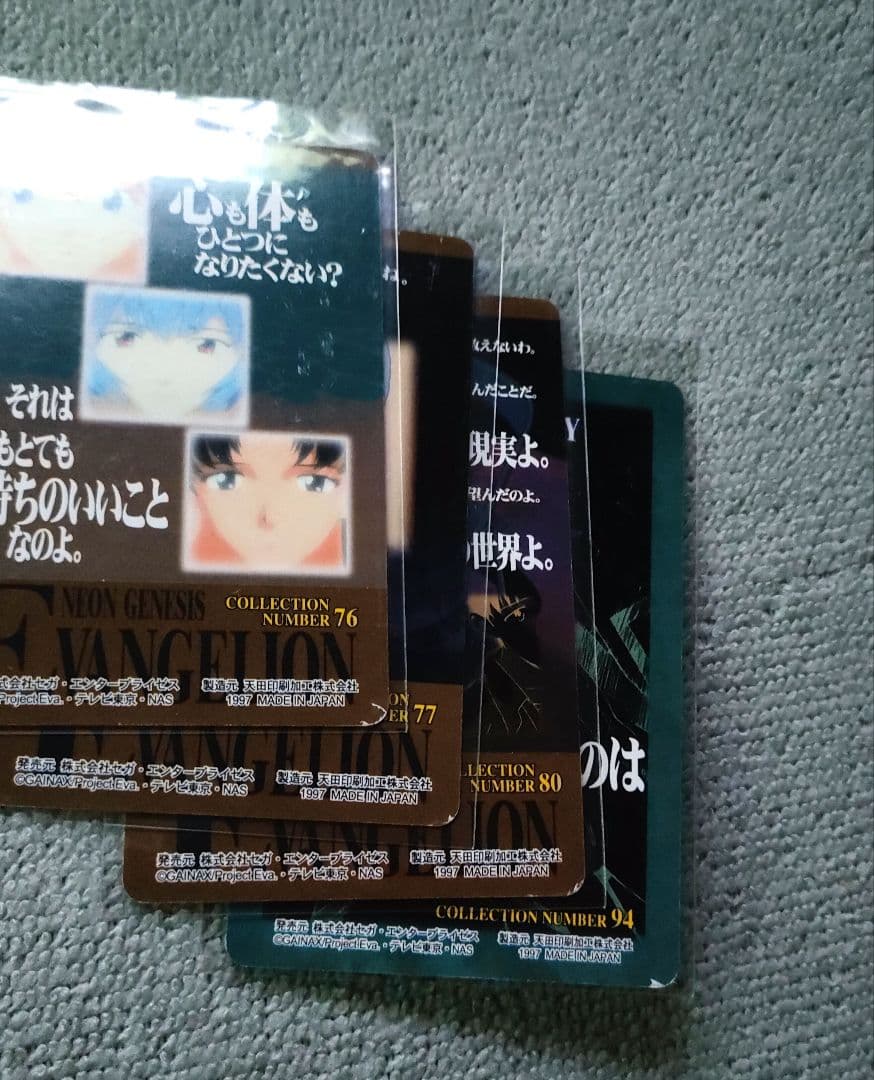 心も体も
ひとつに
なりたくない?
それは
もとても
持ちのいいこと
なのよ。
NEON GENESIS
EVANGELION
COLLECTION
NUMBER 76
式会社セガ・エンタープライゼス 製造元 天田印刷加工株式会社
Project Eva.・テレビ東京・NAS 1997 MADE IN JAPAN
ね。
ON
ER 77
EVANGELION
発売元 株式会社セガ・エンタープライゼス 製造元 天田印刷加工株式会社
©GAINAX/Project Eva.・テレビ東京・NAS 1997 MADE IN JAPAN
えないわ。
んだことだ。
現実よ。
望んだのよ。
の世界よ。
LLECTION
NUMBER 80
EVANGELION
発売元 株式会社セガ・エンタープライゼス 製造元 天田印刷加工株式会社
©GAINAX/Project Eva.・テレビ東京・NAS 1997 MADE IN JAPAN
Y
のは
COLLECTION NUMBER 94
発売元 株式会社セガ・エンタープライゼス 製造元 天田印刷加工株式会社
©GAINAX/Project Eva.・テレビ東京・NAS 1997 MADE IN JAPAN